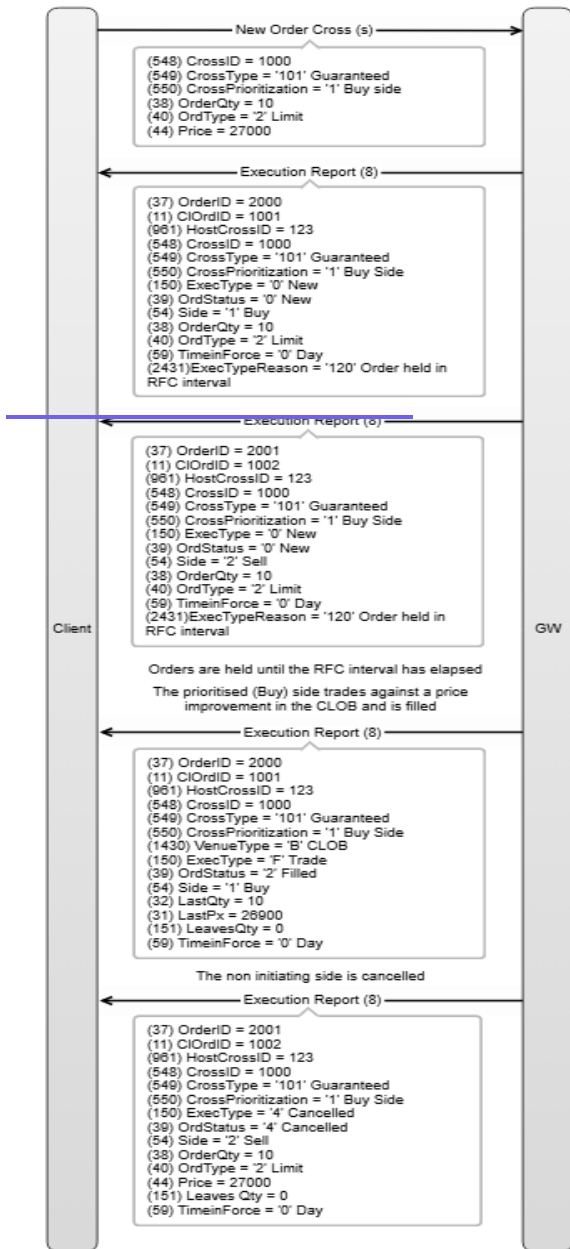 New Order Cross (s)
(548) CrossID = 1000
(549) CrossType = '101' Guaranteed
(550) CrossPrioritization = '1' Buy side
(38) OrderQty = 10
(40) OrdType = '2' Limit
(44) Price = 27000
Execution Report (8)
(37) OrderID = 2000
(11) ClOrdID = 1001
(961) HostCrossID = 123
(548) CrossID = 1000
(549) CrossType = '101' Guaranteed
(550) CrossPrioritization = '1' Buy Side
(150) ExecType = '0' New
(39) OrdStatus = '0' New
(54) Side = '1' Buy
(38) OrderQty = 10
(40) OrdType = '2' Limit
(59) TimeinForce = '0' Day
(2431)ExecTypeReason = '120' Order held in
RFC interval
Execution Report (8)
(37) OrderID = 2001
(11) ClOrdID = 1002
(961) HostCrossID = 123
(548) CrossID = 1000
(549) CrossType = '101' Guaranteed
(550) CrossPrioritization = '1' Buy Side
(150) ExecType = '0' New
(39) OrdStatus = '0' New
(54) Side = '2' Sell
(38) OrderQty = 10
(40) OrdType = '2' Limit
(59) TimeinForce = '0' Day
(2431)ExecTypeReason = '120' Order held in
RFC interval
Client
GW
Orders are held until the RFC interval has elapsed
The prioritised (Buy) side trades against a price
improvement in the CLOB and is filled
Execution Report (8)
(37) OrderID = 2000
(11) ClOrdID = 1001
(961) HostCrossID = 123
(548) CrossID = 1000
(549) CrossType = '101' Guaranteed
(550) CrossPrioritization = '1' Buy Side
(1430) VenueType = 'B' CLOB
(150) ExecType = 'F' Trade
(39) OrdStatus = '2' Filled
(54) Side = '1' Buy
(32) LastQty = 10
(31) LastPx = 26900
(151) LeavesQty = 0
(59) TimeinForce = '0' Day
The non initiating side is cancelled
Execution Report (8)
(37) OrderID = 2001
(11) ClOrdID = 1002
(961) HostCrossID = 123
(548) CrossID = 1000
(549) CrossType = '101' Guaranteed
(550) CrossPrioritization = '1' Buy Side
(150) ExecType = '4' Cancelled
(39) OrdStatus = '4' Cancelled
(54) Side = '2' Sell
(38) OrderQty = 10
(40) OrdType = '2' Limit
(44) Price = 27000
(151) Leaves Qty = 0
(59) TimeinForce = '0' Day